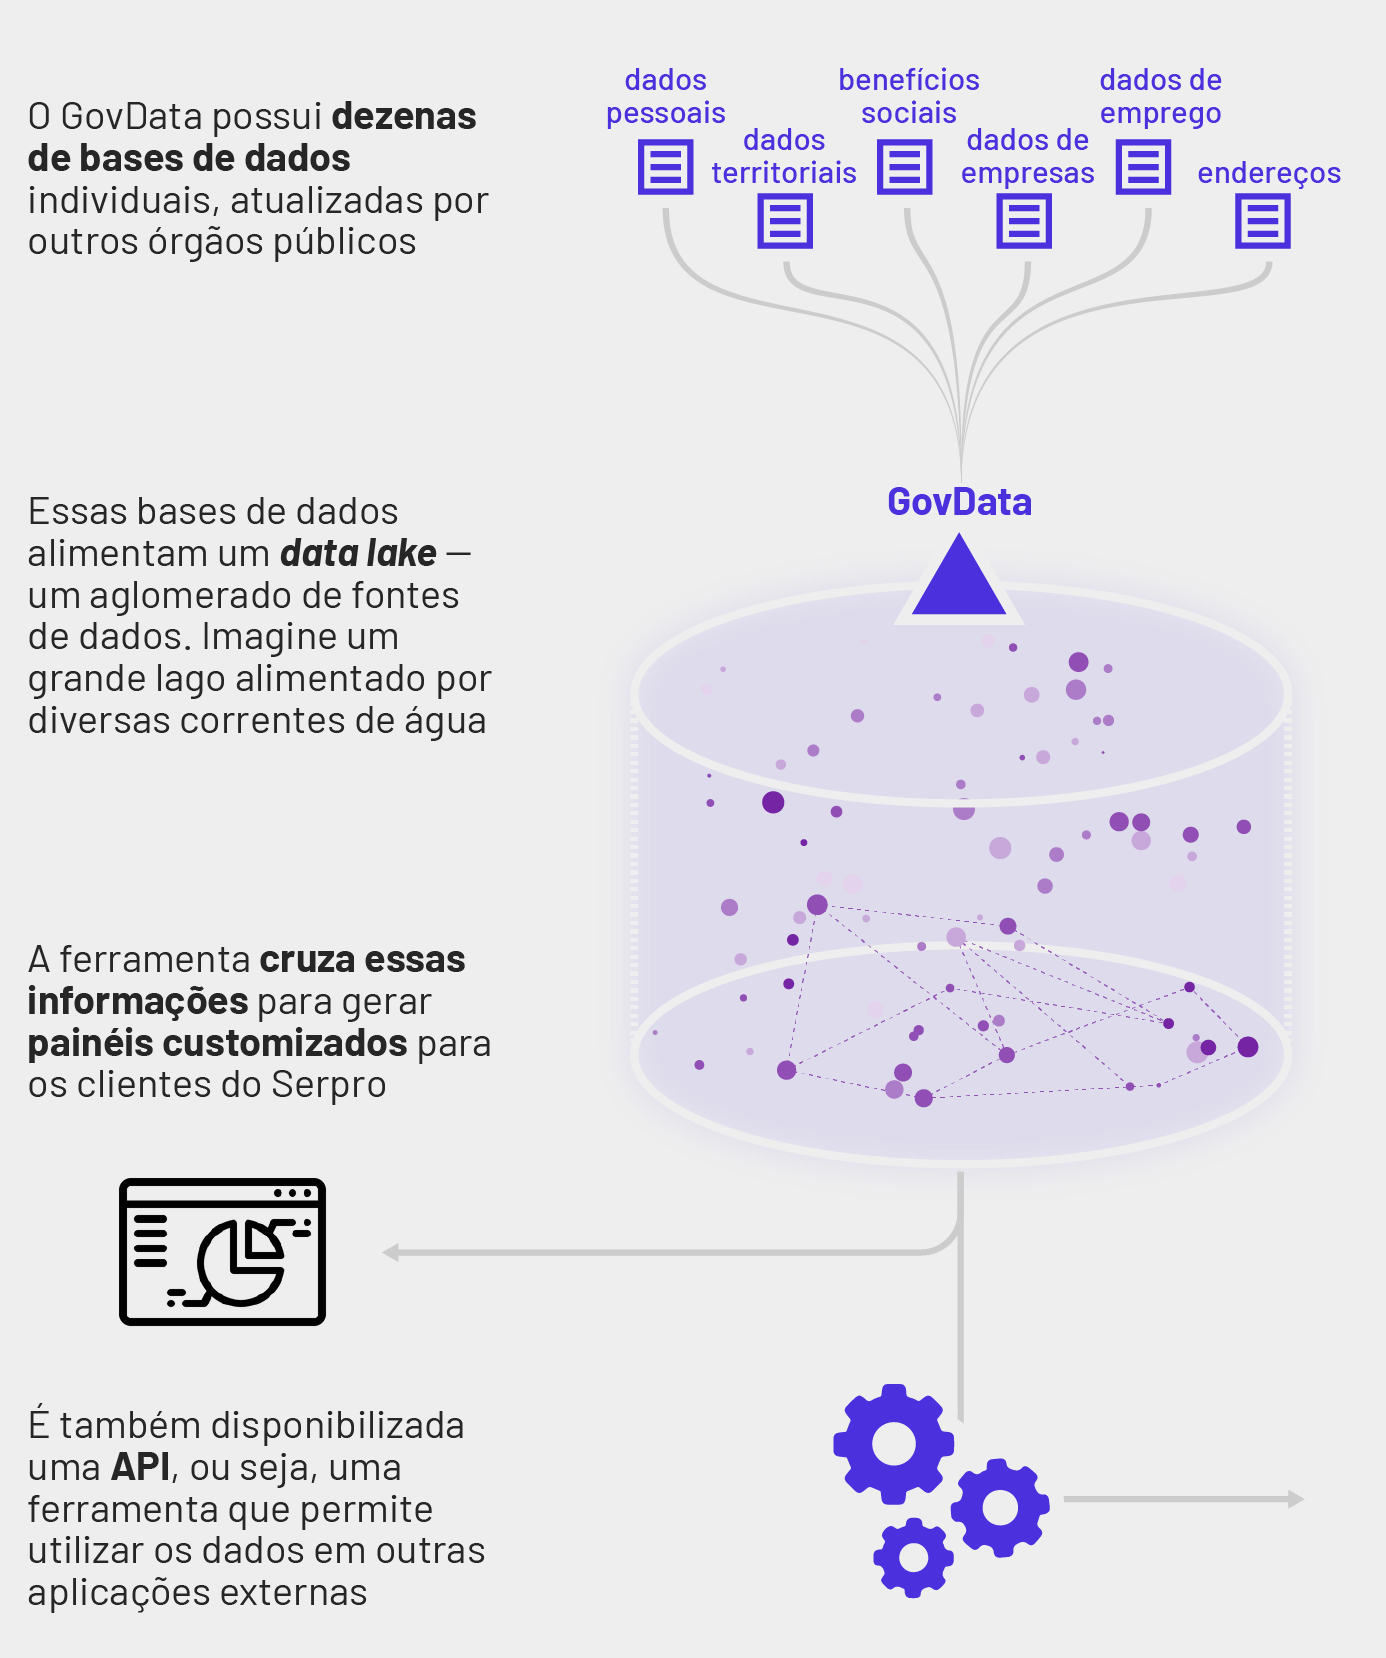 O GovData possui dezenas
de bases de dados
individuais, atualizadas por
outros órgãos públicos
dados
pessoais
dados
territoriais
benefícios
sociais
dados de
empresas
dados de
emprego
endereços
Essas bases de dados
alimentam um data lake —
um aglomerado de fontes
de dados. Imagine um
grande lago alimentado por
diversas correntes de água
GovData
A ferramenta cruza essas
informações para gerar
painéis customizados para
os clientes do Serpro
É também disponibilizada
uma API, ou seja, uma
ferramenta que permite
utilizar os dados em outras
aplicações externas